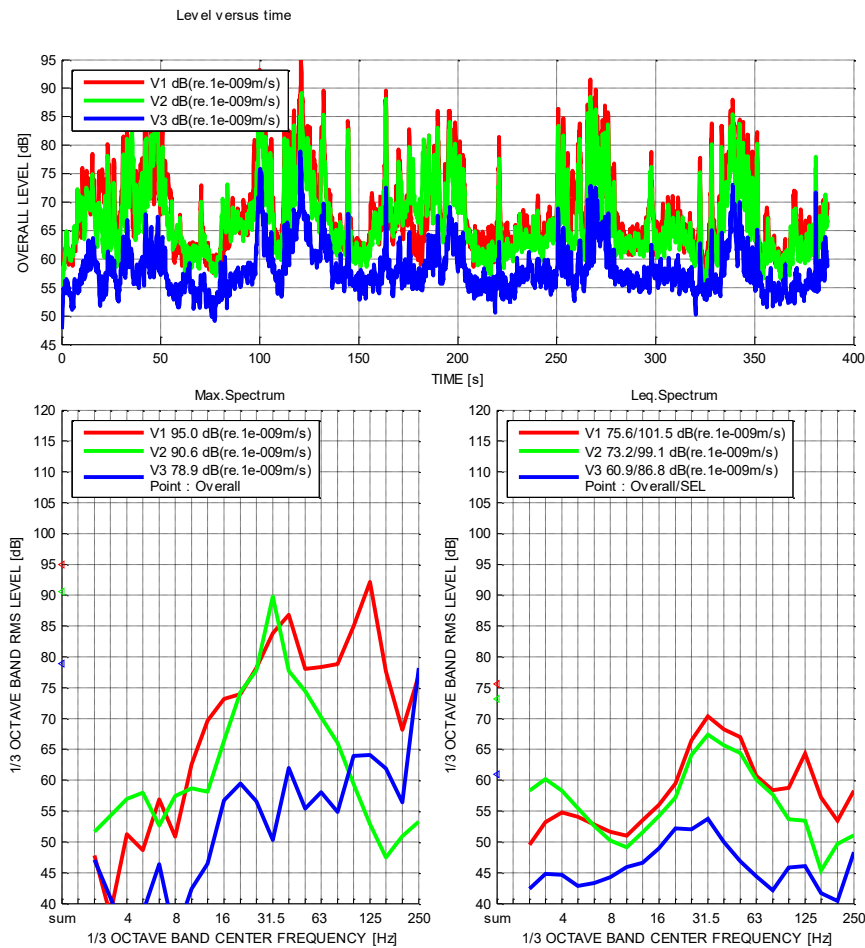 Level versus time
95
90
85
80
75
70
65
60
55
50
45
OVERALL LEVEL [dB]
V1 dB(re.1e-009m/s)
V2 dB(re.1e-009m/s)
V3 dB(re.1e-009m/s)
0 50 100 150 200 250 300 350 400
TIME [s]
Max.Spectrum
120
115
110
105
100
95
90
85
80
75
70
65
60
55
50
45
40
1/3 OCTAVE BAND RMS LEVEL [dB]
V1 95.0 dB(re.1e-009m/s)
V2 90.6 dB(re.1e-009m/s)
V3 78.9 dB(re.1e-009m/s)
Point : Overall
sum 4 8 16 31.5 63 125 250
1/3 OCTAVE BAND CENTER FREQUENCY [Hz]
Leq.Spectrum
120
115
110
105
100
95
90
85
80
75
70
65
60
55
50
45
40
1/3 OCTAVE BAND RMS LEVEL [dB]
V1 75.6/101.5 dB(re.1e-009m/s)
V2 73.2/99.1 dB(re.1e-009m/s)
V3 60.9/86.8 dB(re.1e-009m/s)
Point : Overall/SEL
sum 4 8 16 31.5 63 125 250
1/3 OCTAVE BAND CENTER FREQUENCY [Hz]